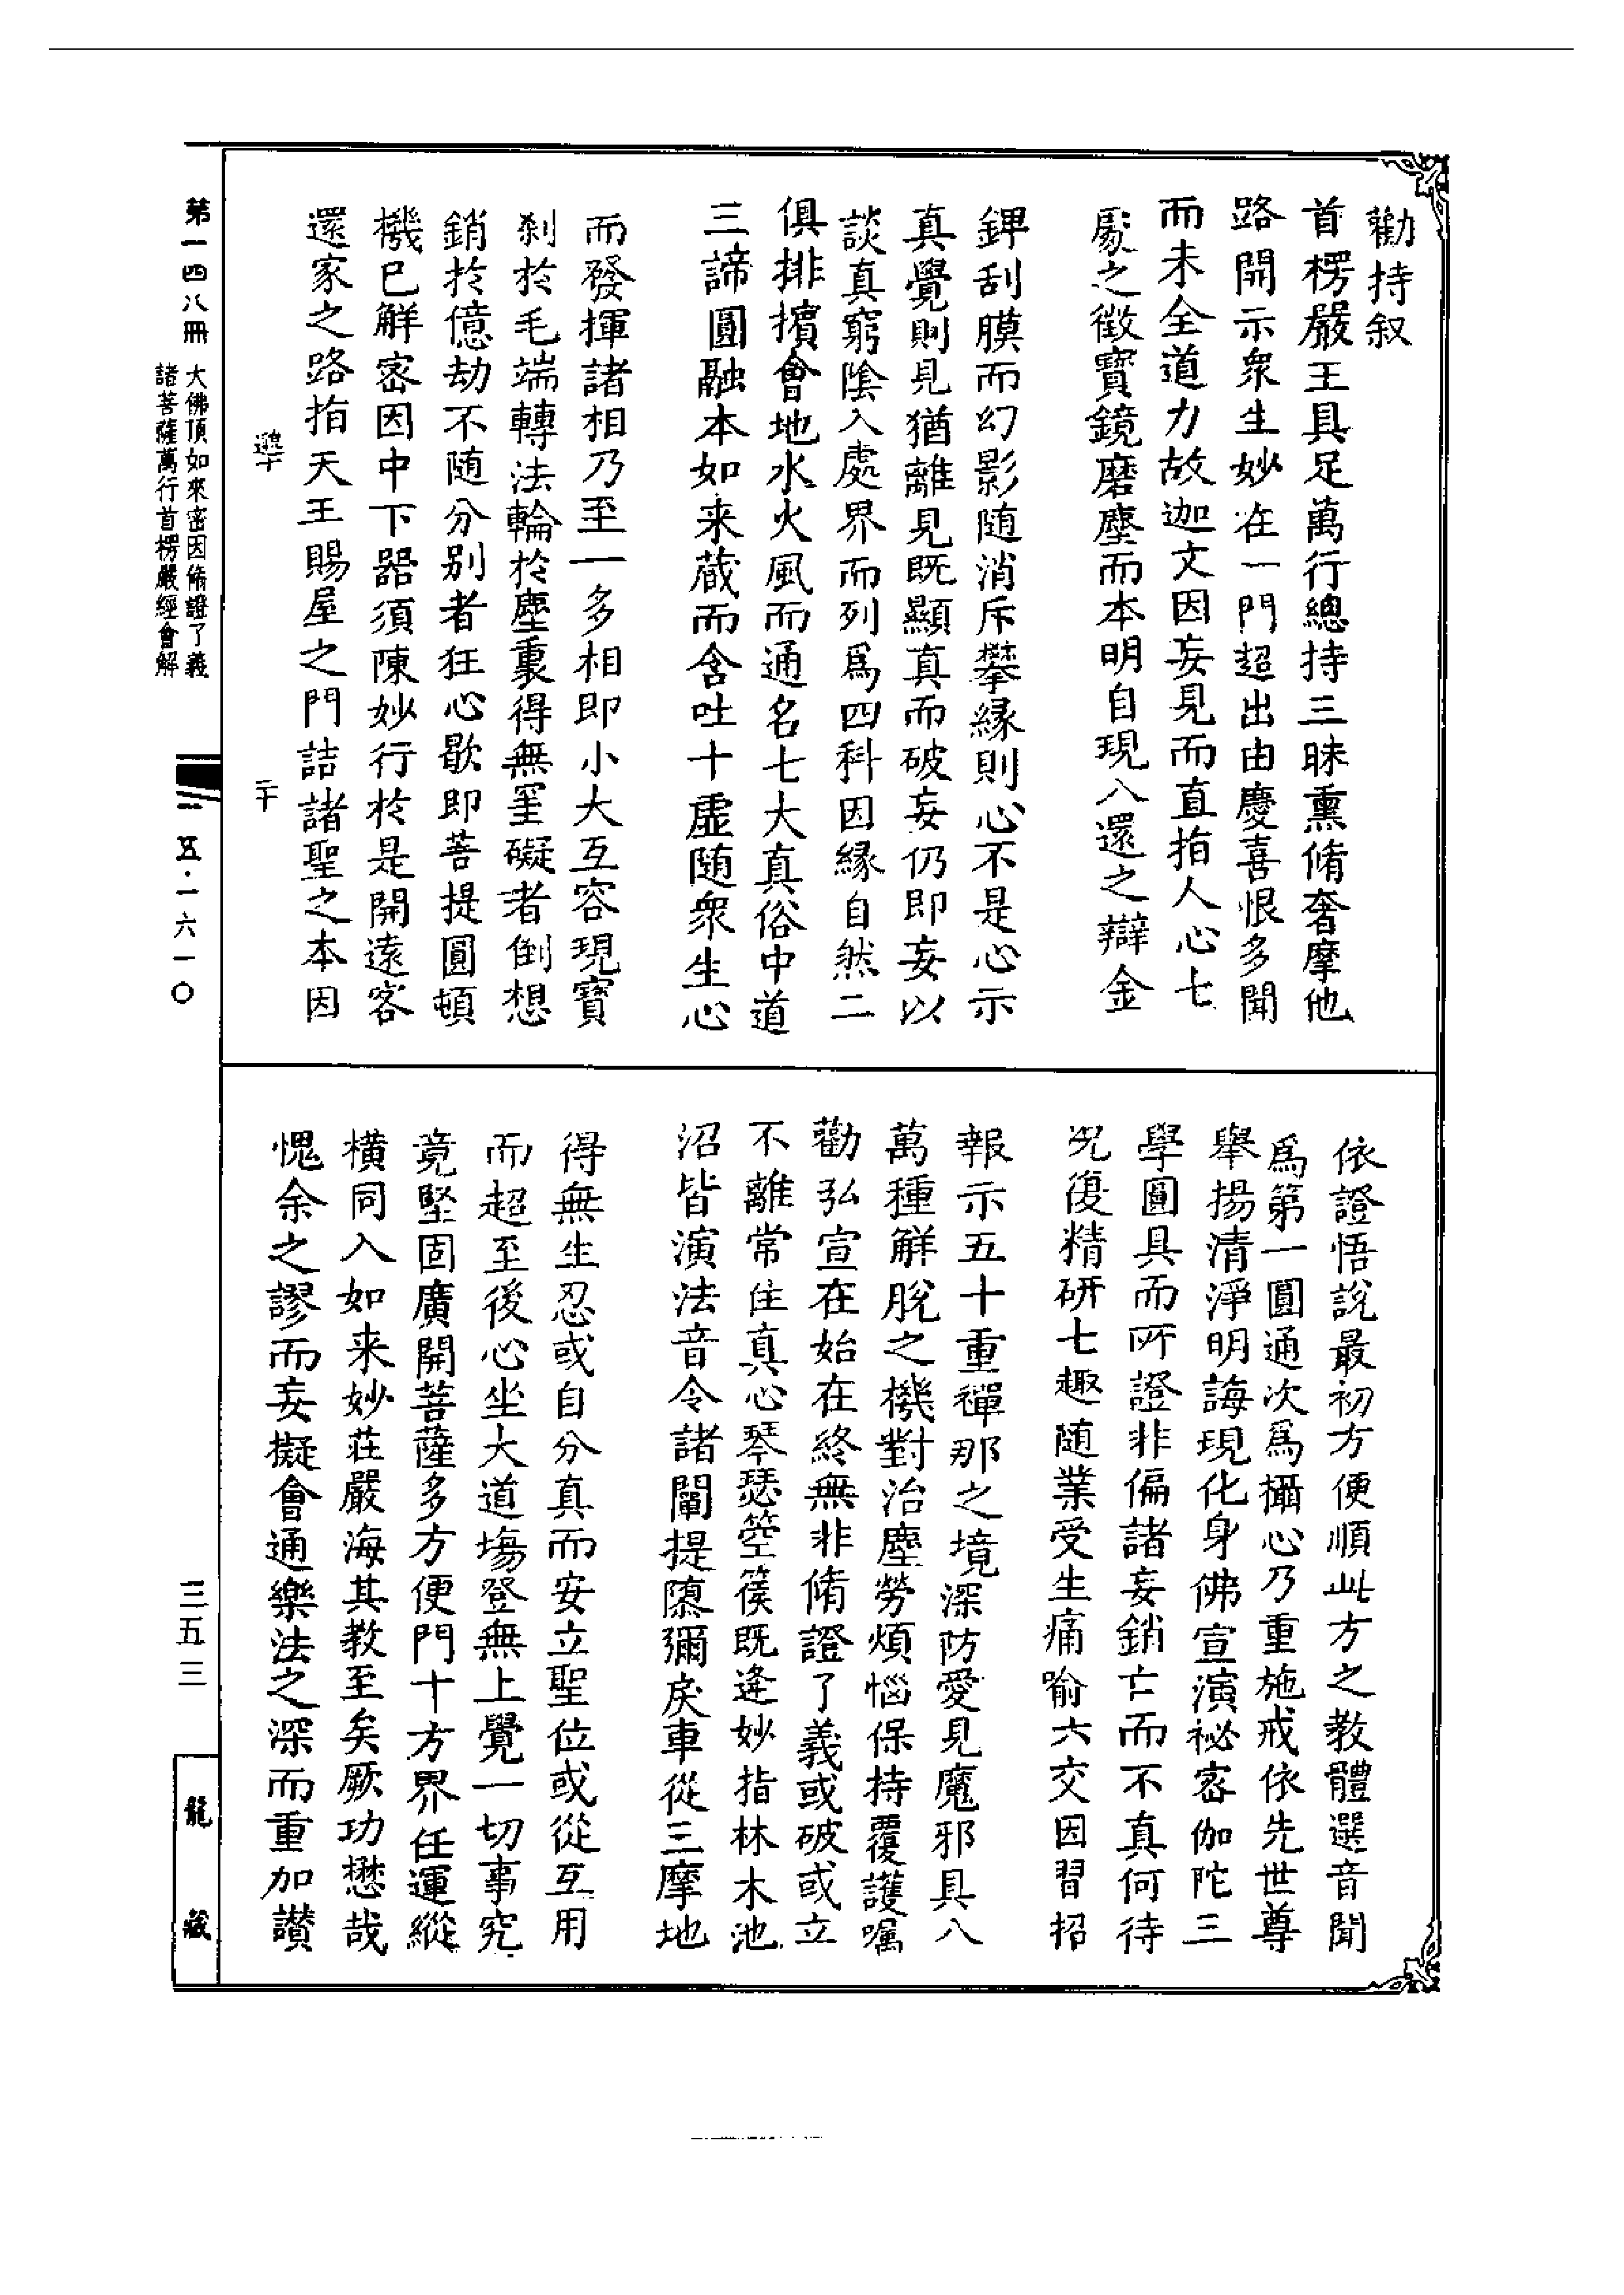 勸持叙
首楞嚴王具足萬行總持三昧熏脩奢摩他
路開示衆生妙在一門超出由慶喜恨多聞
而未全道力故迦文因妄見而直指人心七
處之徵寳鏡磨塵而本明自現八還之辯金
錍刮膜而幻影随消斥攀縁則心不是心示
真覺則見猶離見既顯真而破妄仍即妄以
談真窮隂入處界而列爲四科因縁自然二
俱排擯會地水火風而通名七大真俗中道
三諦圓融本如来蔵而含吐十虛随衆生心
而發揮諸相乃至一多相即小大互容現寳
刹於毛端轉法輪於塵裏得無罣礙者倒想
銷於億劫不随分别者狂心歇即菩提圓頓
機已解宻因中下器須陳妙行於是開逺客
還家之路指天王賜屋之門詰諸聖之本因
依證悟說最初方便順此方之教體選音聞
爲第一圓通次爲攝心乃重施戒依先世尊
舉揚清淨明誨現化身佛宣演祕宻伽陀三
學圓具而所證非偏諸妄銷亡而不真何待
况復精研七趣随業受生痛喻六交因習招
報示五十重禪那之境深防愛見魔邪具八
萬種解脫之機對治塵勞煩惱保持覆護囑
勸弘宣在始在終無非脩證了義或破或立
不離常住真心琴瑟箜篌既逢妙指林木池
沼皆演法音令諸闡提隳彌戾車從三摩地
得無生忍或自分真而安立聖位或從互用
而超至後心坐大道塲登無上覺一切事究
竟堅固廣開菩薩多方便門十方界任運縱
橫同入如来妙莊嚴海其教至矣厥功懋哉
愧余之謬而妄擬會通樂法之深而重加讃
第一四八冊
大佛頂如來密因脩證了義
諸菩薩萬行首楞嚴經會解
五·一六一〇
三五三
龍藏